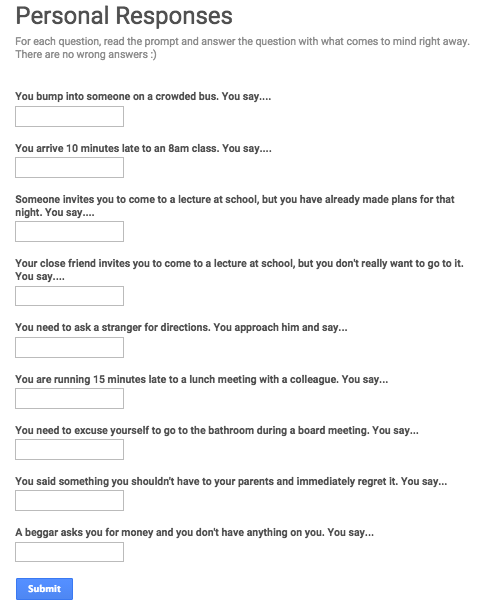 Personal Responses
For each question, read the prompt and answer the question with what comes to mind right away.
There are no wrong answers :)
You bump into someone on a crowded bus. You say....
You arrive 10 minutes late to an 8am class. You say....
Someone invites you to come to a lecture at school, but you have already made plans for that
night. You say....
Your close friend invites you to come to a lecture at school, but you don't really want to go to it.
You say....
You need to ask a stranger for directions. You approach him and say...
You are running 15 minutes late to a lunch meeting with a colleague. You say...
You need to excuse yourself to go to the bathroom during a board meeting. You say...
You said something you shouldn't have to your parents and immediately regret it. You say...
A beggar asks you for money and you don't have anything on you. You say...
Submit